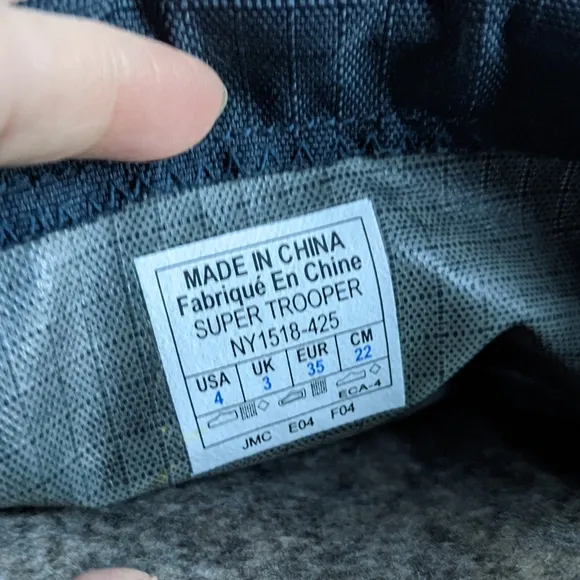 MADE IN CHINA
Fabriqué En Chine
SUPER TROOPER
NY1518-425
USA UK EUR CM
4 3 35 22
ECA-4
JMC E04 F04